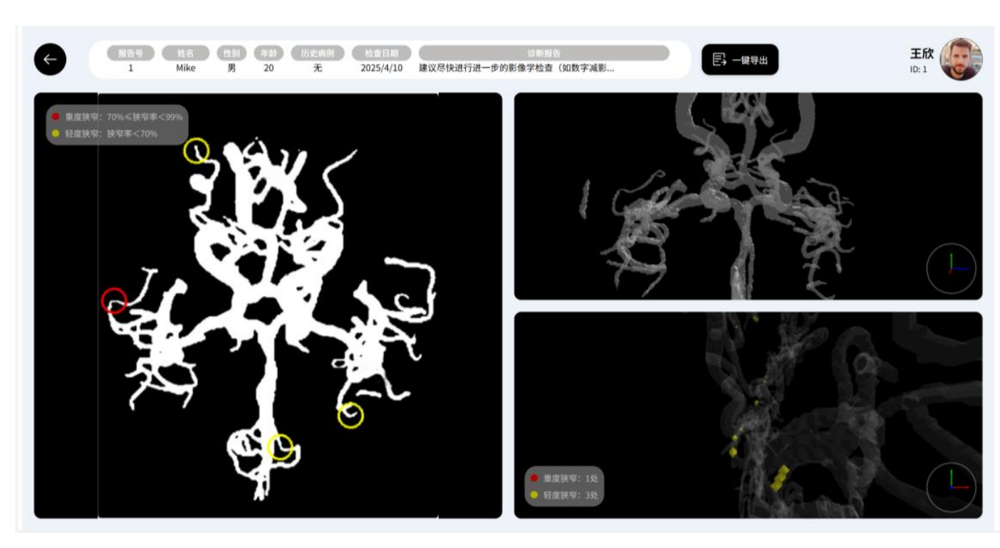 报告号 姓名 性别 年龄 历史病例 检查日期 诊断报告
1 Mike 男 20 无 2025/4/10 建议尽快进行进一步的影像学检查（如数字减影...
一键导出
王欣
ID: 1
重度狭窄：70%≤狭窄率＜99%
轻度狭窄：狭窄率＜70%
重度狭窄：1处
轻度狭窄：3处